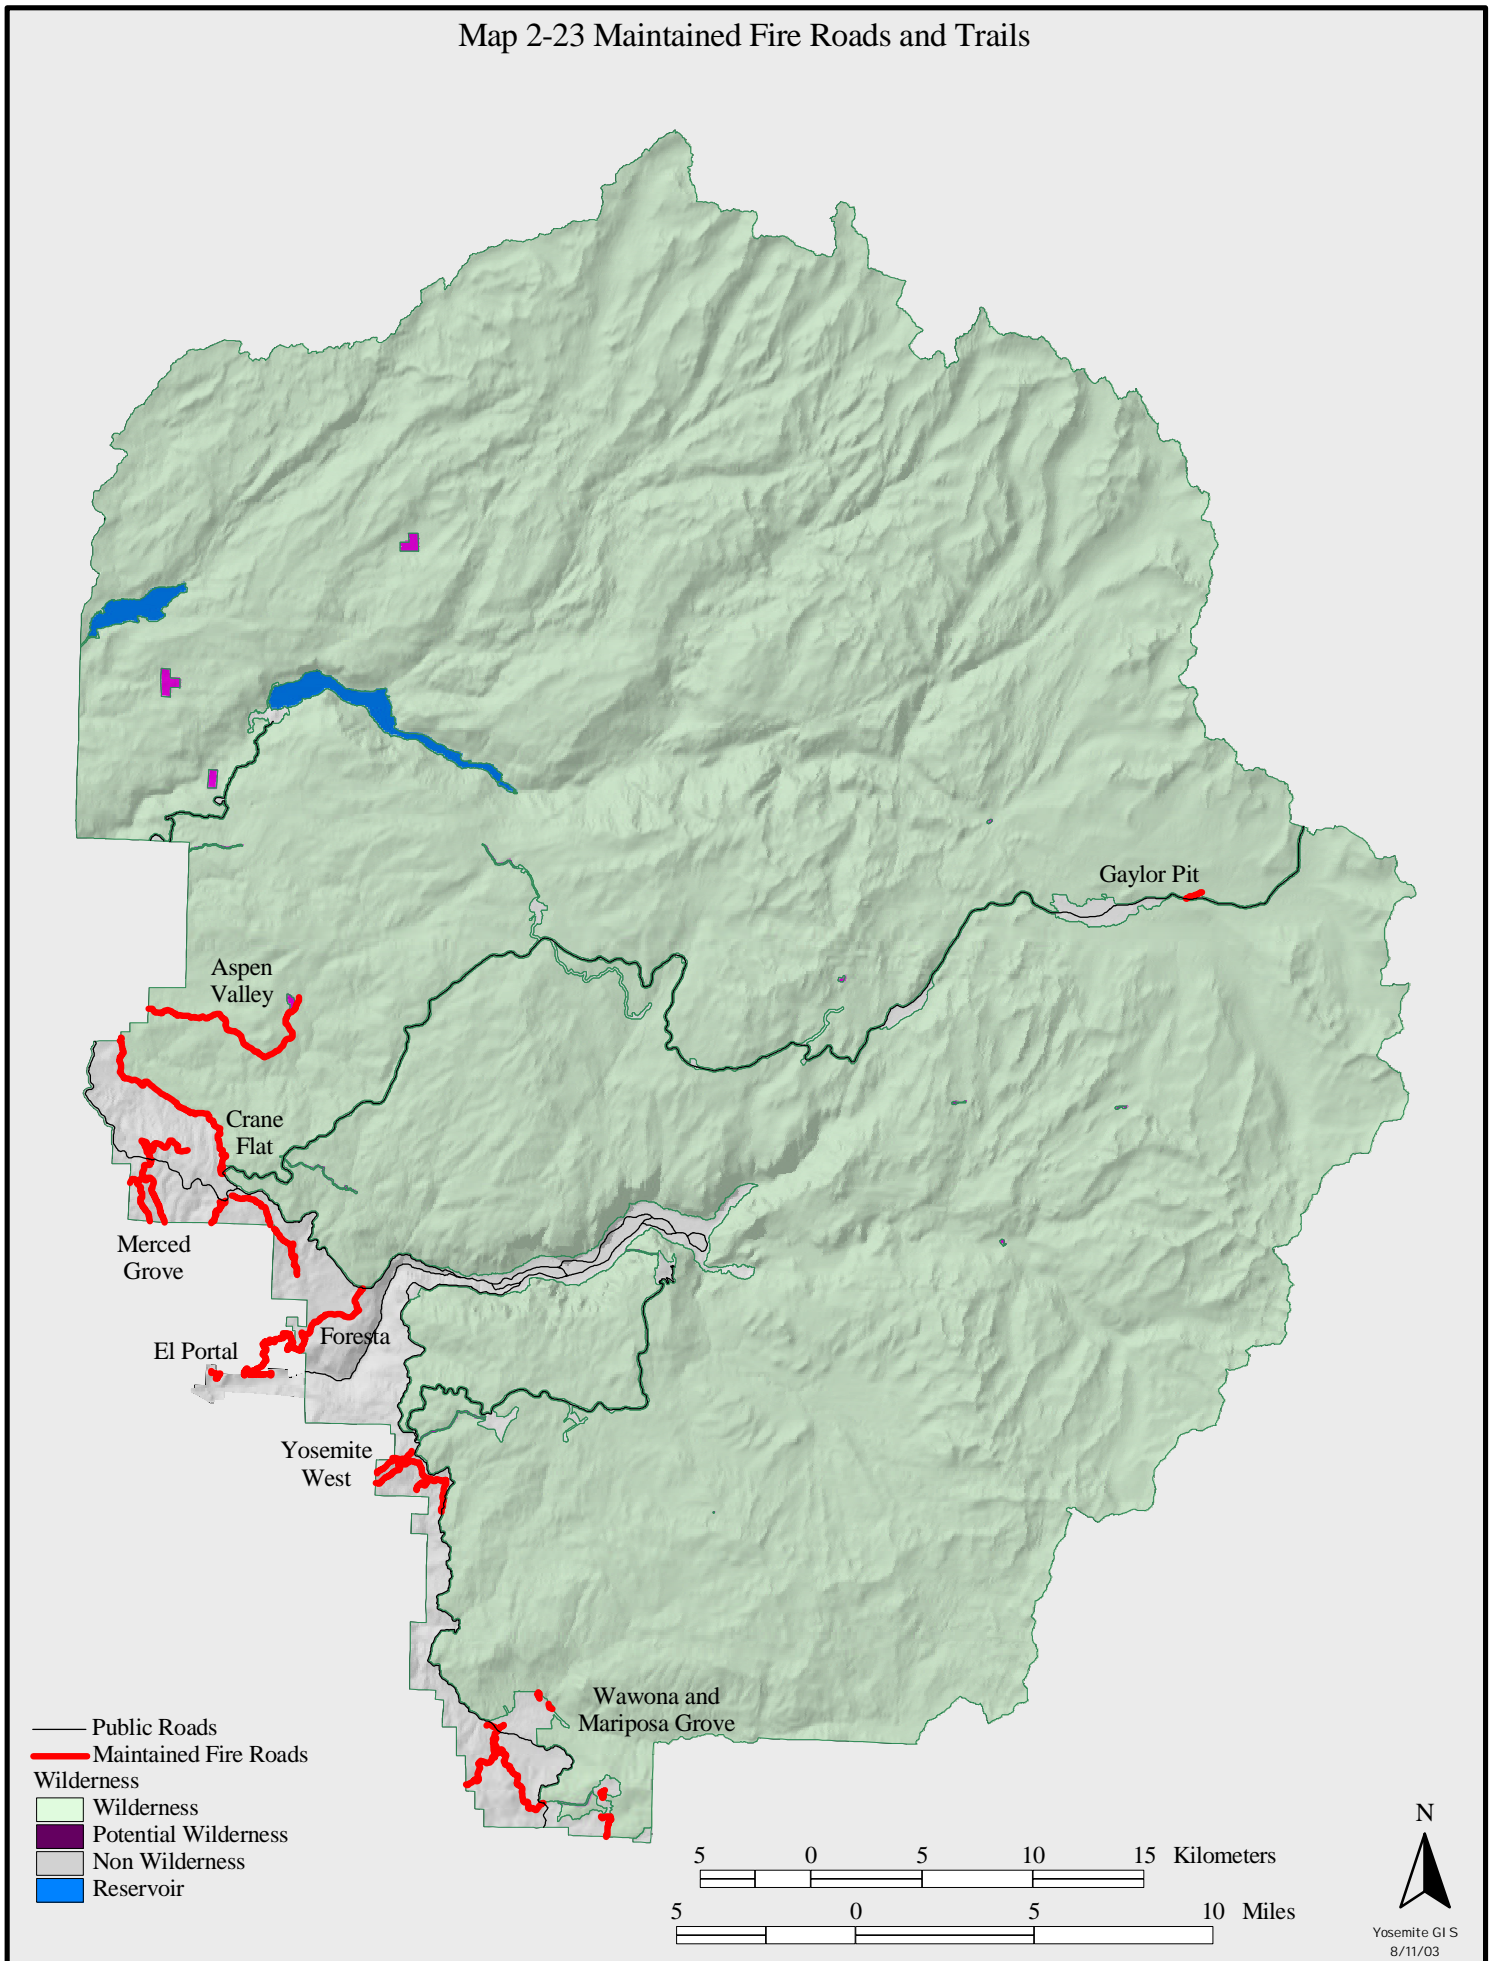 Map 2-23 Maintained Fire Roads and Trails
Gaylor Pit
Aspen
Valley
Crane
Flat
Merced
Grove
Foresta
El Portal
Yosemite
West
Wawona and
Mariposa Grove
Public Roads
Maintained Fire Roads
Wilderness
Wilderness
Potential Wilderness
Non Wilderness
Reservoir
5 0 5 10 15 Kilometers
5 0 5 10 Miles
N
Yosemite GIS
8/11/03